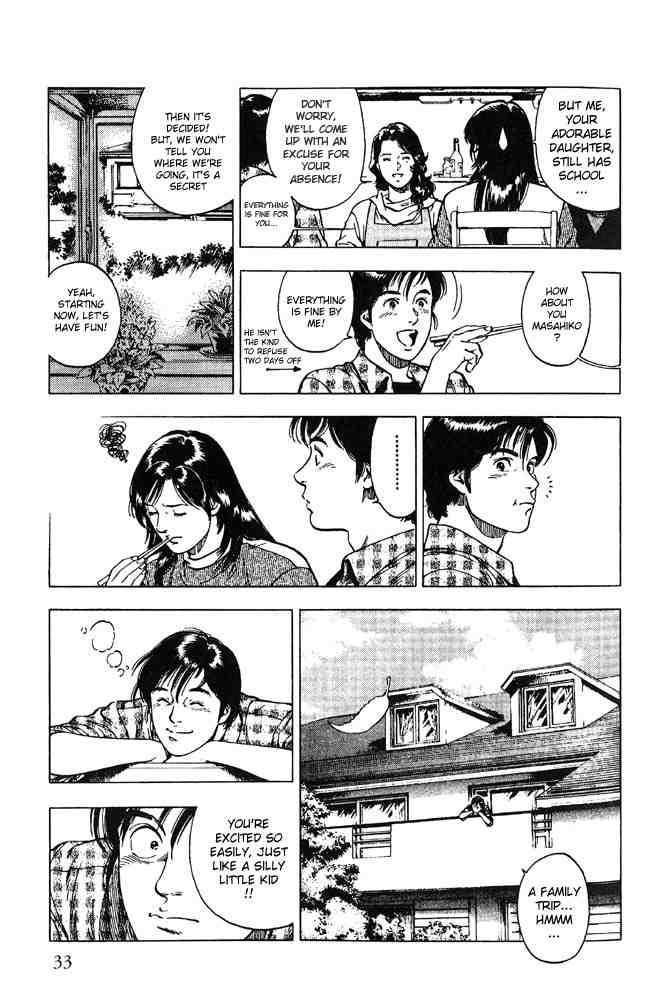 BUT ME,
YOUR
ADORABLE
DAUGHTER,
STILL HAS
SCHOOL
...
DON'T
WORRY,
WE'LL COME
UP WITH AN
EXCUSE FOR
YOUR
ABSENCE!
EVERYTHING
IS FINE FOR
YOU...
HOW
ABOUT
YOU
MASAHIKO
?
EVERYTHING
IS FINE BY
ME!
HE ISN'T
THE KIND
TO REFUSE
TWO DAYS OFF
THEN IT'S
DECIDED!
BUT, WE WON'T
TELL YOU
WHERE WE'RE
GOING, IT'S A
SECRET
YEAH,
STARTING
NOW, LET'S
HAVE FUN!
..........
A FAMILY
TRIP...
HMMM
...
YOU'RE
EXCITED SO
EASILY, JUST
LIKE A SILLY
LITTLE KID
!!
33